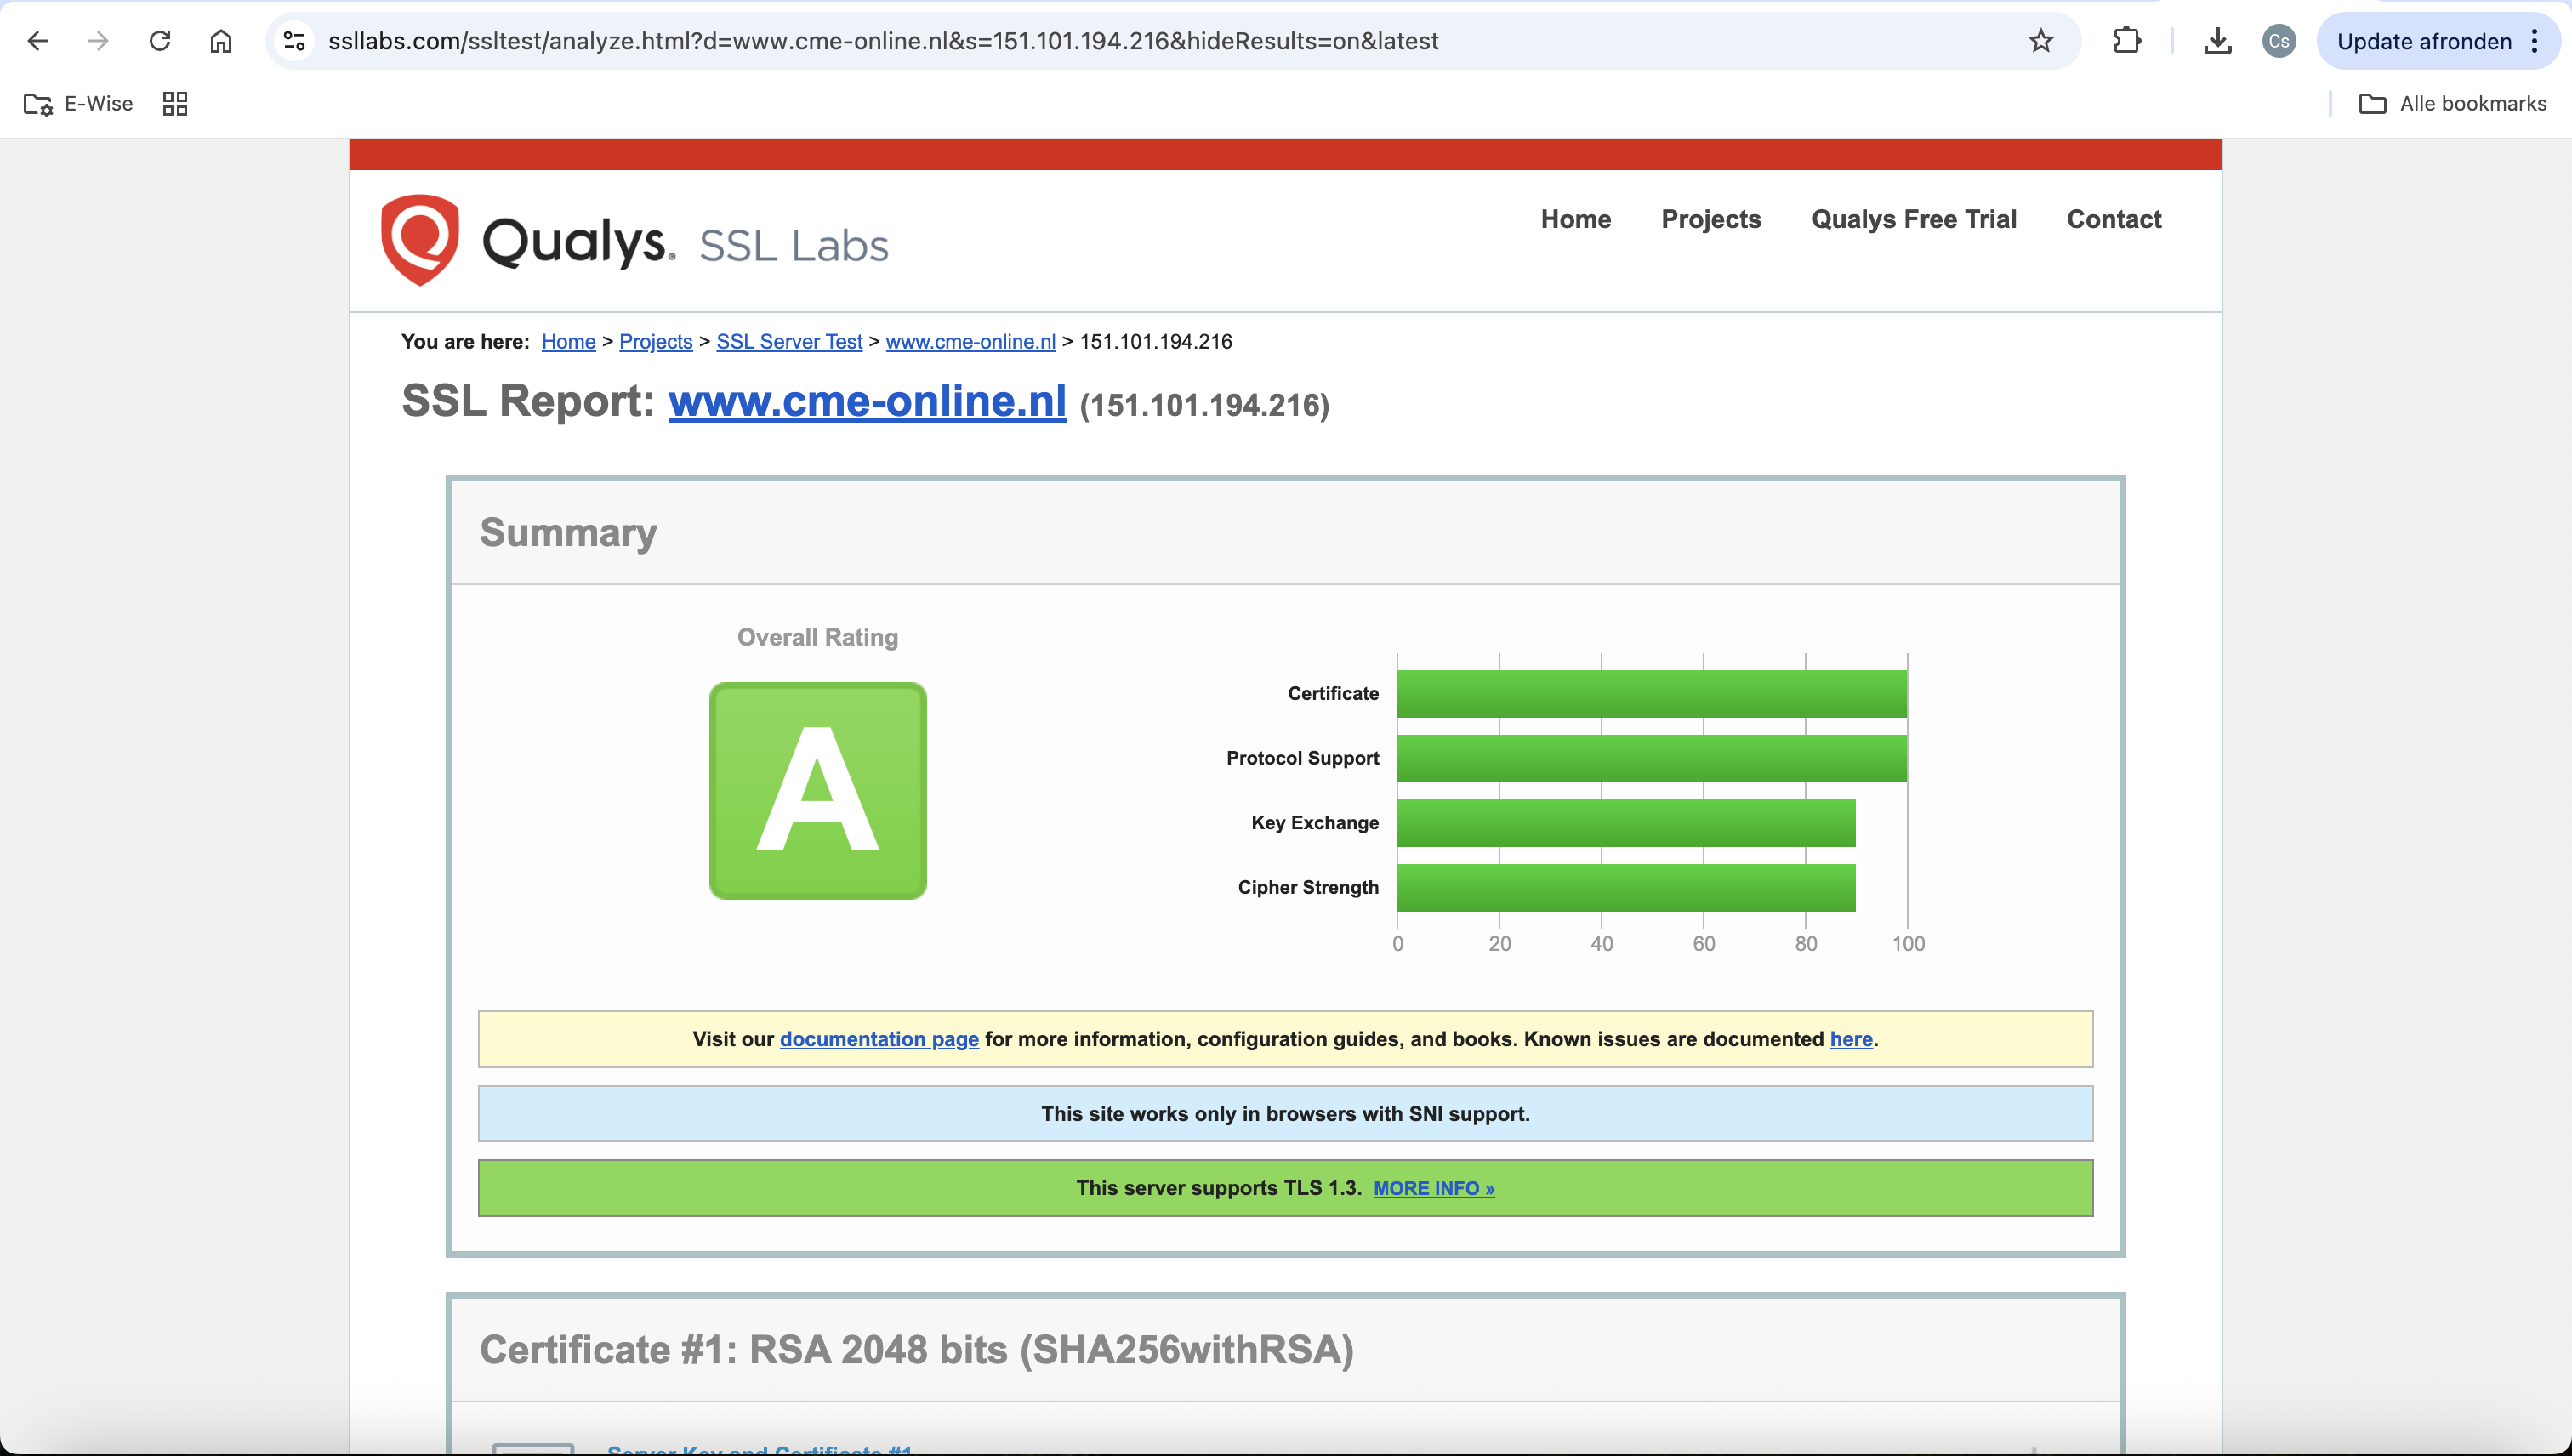 ssllabs.com/ssltest/analyze.html?d=www.cme-online.nl&s=151.101.194.216&hideResults=on&latest
Cs
Update afronden
E-Wise
Alle bookmarks
Qualys. SSL Labs
Home Projects Qualys Free Trial Contact
You are here: Home > Projects > SSL Server Test > www.cme-online.nl > 151.101.194.216
SSL Report: www.cme-online.nl (151.101.194.216)
Summary
Overall Rating
A
Certificate
Protocol Support
Key Exchange
Cipher Strength
0 20 40 60 80 100
Visit our documentation page for more information, configuration guides, and books. Known issues are documented here.
This site works only in browsers with SNI support.
This server supports TLS 1.3. MORE INFO »
Certificate #1: RSA 2048 bits (SHA256withRSA)
Server Key and Certificate #1